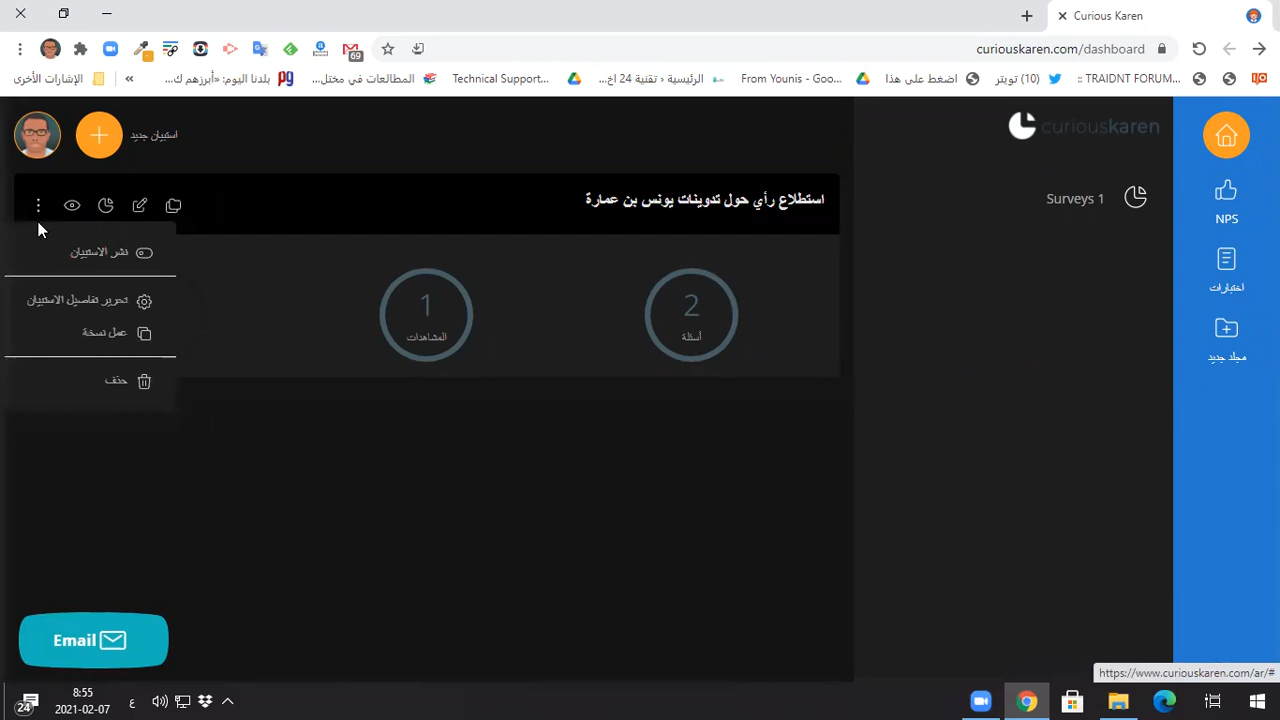 Curious Karen
curiouskaren.com/dashboard
69
TRAIDNT FORUM... ::
(10) تويتر
اضغط على هذا
From Younis - Goo...
الرئيسية ‹ تقنية 24 اخ...
Technical Support...
المطالعات في مختل...
بلدنا اليوم: «أبرزهم ك...
«
الإشارات الأخرى
استبيان جديد
curiouskaren
استطلاع رأي حول تدوينات يونس بن عمارة
Surveys 1
NPS
اختبارات
مجلد جديد
2
أسئلة
1
المشاهدات
نشر الاستبيان
تحرير تفاصيل الاستبيان
عمل نسخة
حذف
Email
https://www.curiouskaren.com/ar/#
8:55
2021-02-07
ع
24